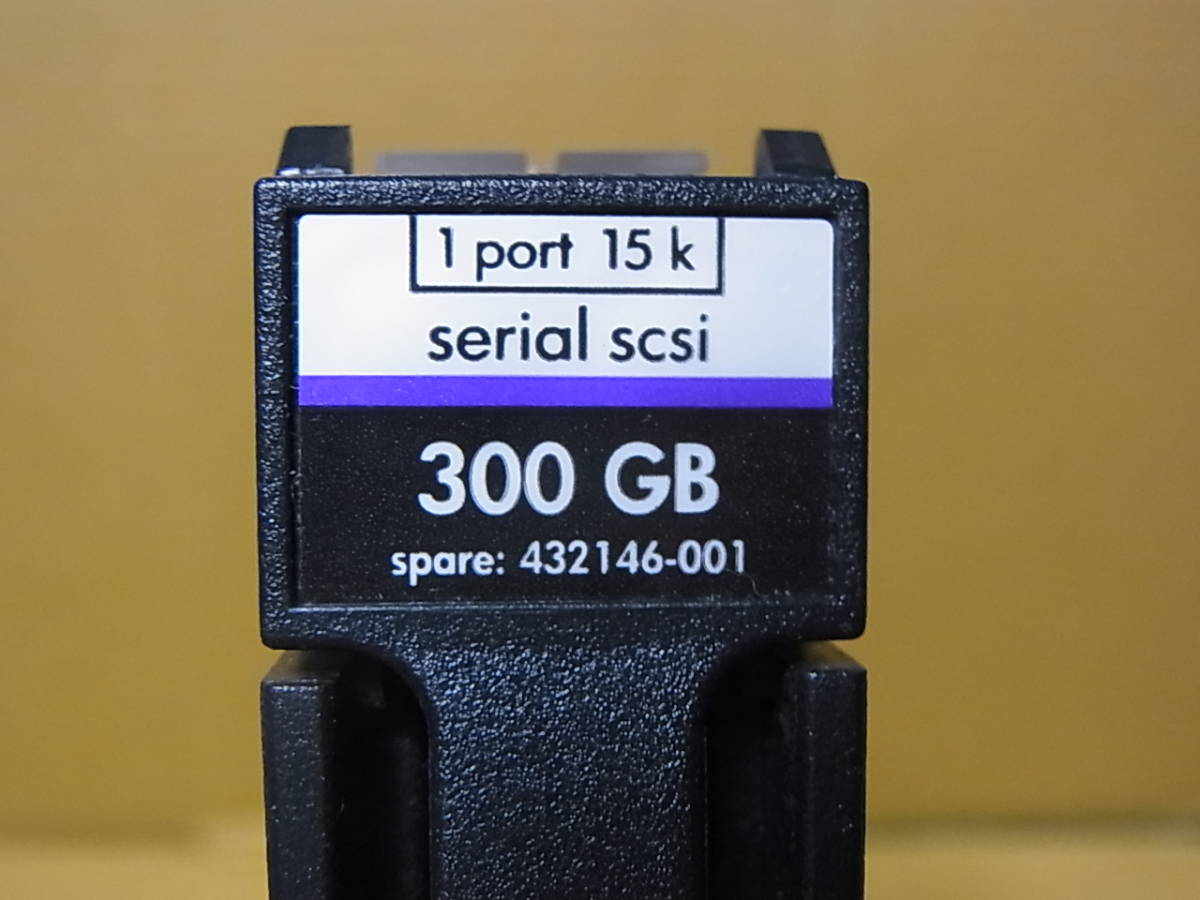 1 port 15 k
serial scsi
300 GB
spare: 432146-001